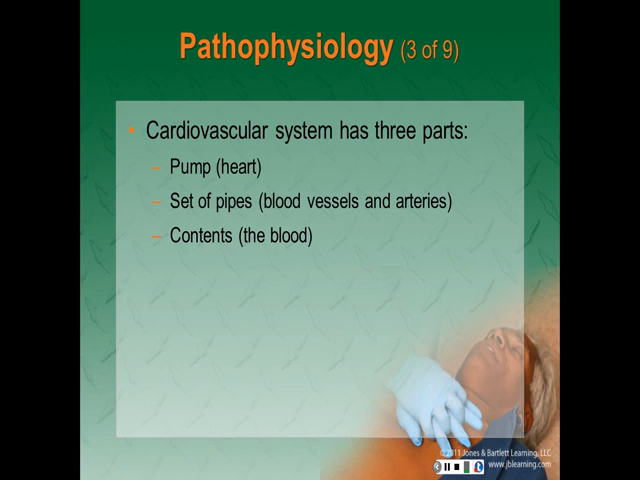 Pathophysiology (3 of 9)
• Cardiovascular system has three parts:
– Pump (heart)
– Set of pipes (blood vessels and arteries)
– Contents (the blood)
© 2011 Jones & Bartlett Learning, LLC
www.jblearning.com